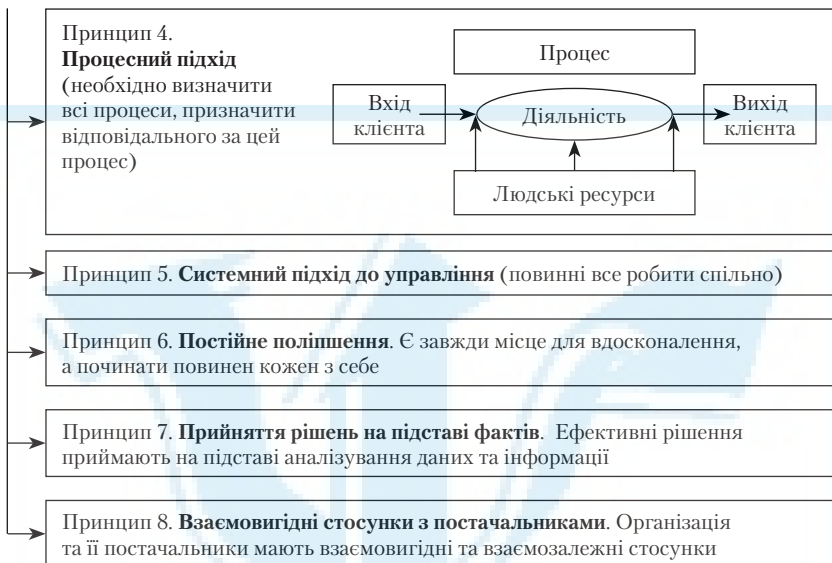 Принцип 4.
Процесний підхід
(необхідно визначити
всі процеси, призначити
відповідального за цей
процес)
Процес
Вхід
клієнта
Діяльність
Вихід
клієнта
Людські ресурси
Принцип 5. Системний підхід до управління (повинні все робити спільно)
Принцип 6. Постійне поліпшення. Є завжди місце для вдосконалення,
а починати повинен кожен з себе
Принцип 7. Прийняття рішень на підставі фактів. Ефективні рішення
приймають на підставі аналізування даних та інформації
Принцип 8. Взаємовигідні стосунки з постачальниками. Організація
та її постачальники мають взаємовигідні та взаємозалежні стосунки